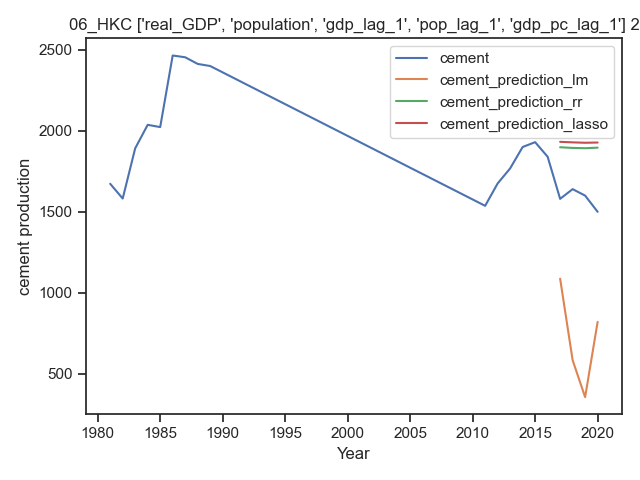 06_HKC ['real_GDP', 'population', 'gdp_lag_1', 'pop_lag_1', 'gdp_pc_lag_1'] 2
2500
2000
1500
1000
500
cement production
cement
cement_prediction_lm
cement_prediction_rr
cement_prediction_lasso
1980 1985 1990 1995 2000 2005 2010 2015 2020
Year